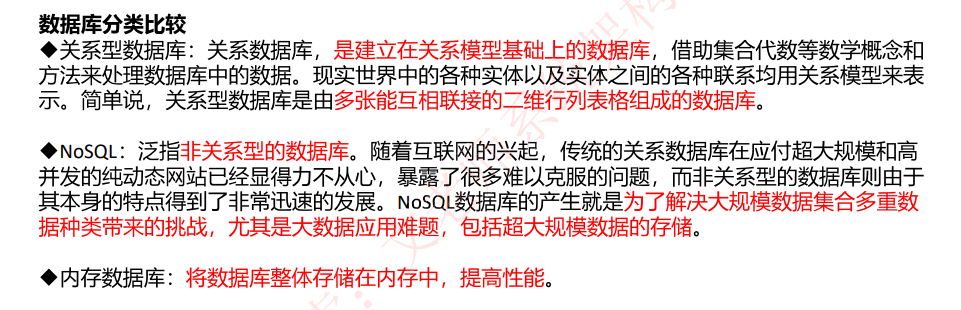 数据库分类比较
◆关系型数据库：关系数据库，是建立在关系模型基础上的数据库，借助集合代数等数学概念和
方法来处理数据库中的数据。现实世界中的各种实体以及实体之间的各种联系均用关系模型来表
示。简单说，关系型数据库是由多张能互相联接的二维行列表格组成的数据库。
◆NoSQL：泛指非关系型的数据库。随着互联网的兴起，传统的关系数据库在应付超大规模和高
并发的纯动态网站已经显得力不从心，暴露了很多难以克服的问题，而非关系型的数据库则由于
其本身的特点得到了非常迅速的发展。NoSQL数据库的产生就是为了解决大规模数据集合多重数
据种类带来的挑战，尤其是大数据应用难题，包括超大规模数据的存储。
◆内存数据库：将数据库整体存储在内存中，提高性能。